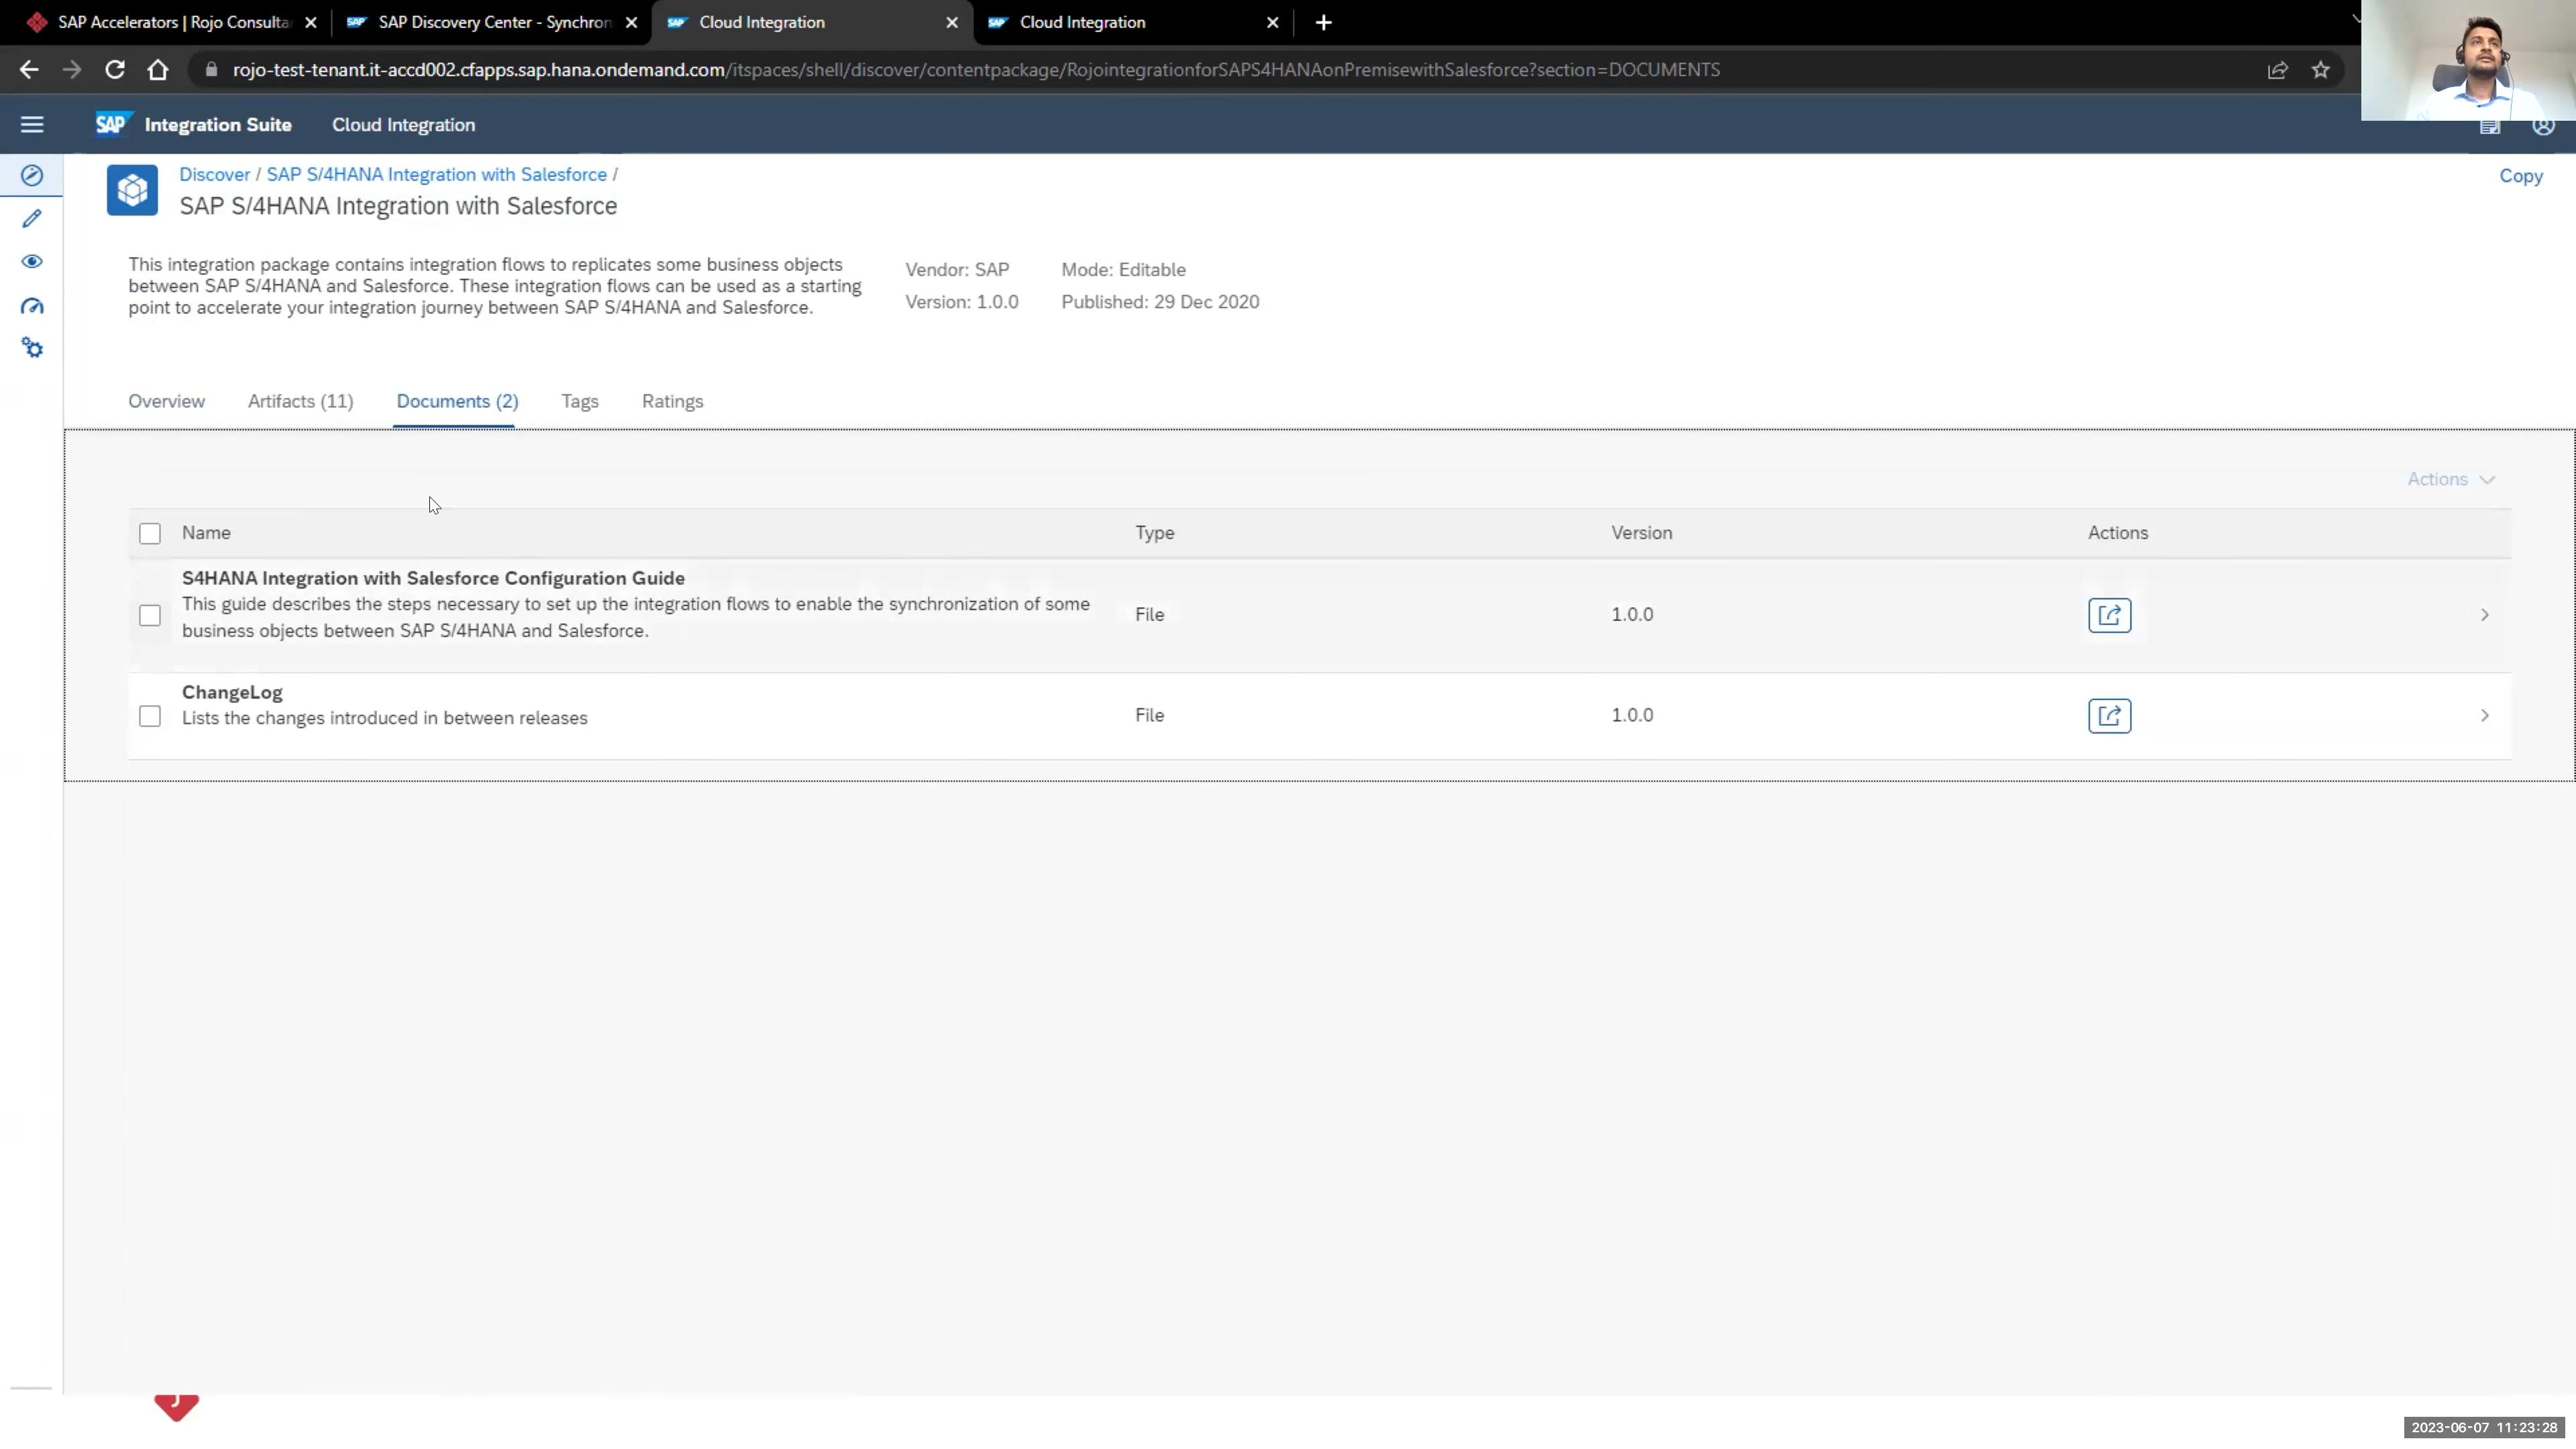 SAP Accelerators | Rojo Consulta
SAP Discovery Center - Synchron
Cloud Integration
Cloud Integration
rojo-test-tenant.it-accd002.cfapps.sap.hana.ondemand.com/itspaces/shell/discover/contentpackage/RojointegrationforSAPS4HANAonPremisewithSalesforce?section=DOCUMENTS
SAP Integration Suite Cloud Integration
Discover / SAP S/4HANA Integration with Salesforce /
Copy
SAP S/4HANA Integration with Salesforce
This integration package contains integration flows to replicates some business objects
between SAP S/4HANA and Salesforce. These integration flows can be used as a starting
point to accelerate your integration journey between SAP S/4HANA and Salesforce.
Vendor: SAP Mode: Editable
Version: 1.0.0 Published: 29 Dec 2020
Overview Artifacts (11) Documents (2) Tags Ratings
Actions
Name Type Version Actions
S4HANA Integration with Salesforce Configuration Guide
This guide describes the steps necessary to set up the integration flows to enable the synchronization of some
business objects between SAP S/4HANA and Salesforce.
File 1.0.0
ChangeLog
Lists the changes introduced in between releases
File 1.0.0
2023-06-07 11:23:28